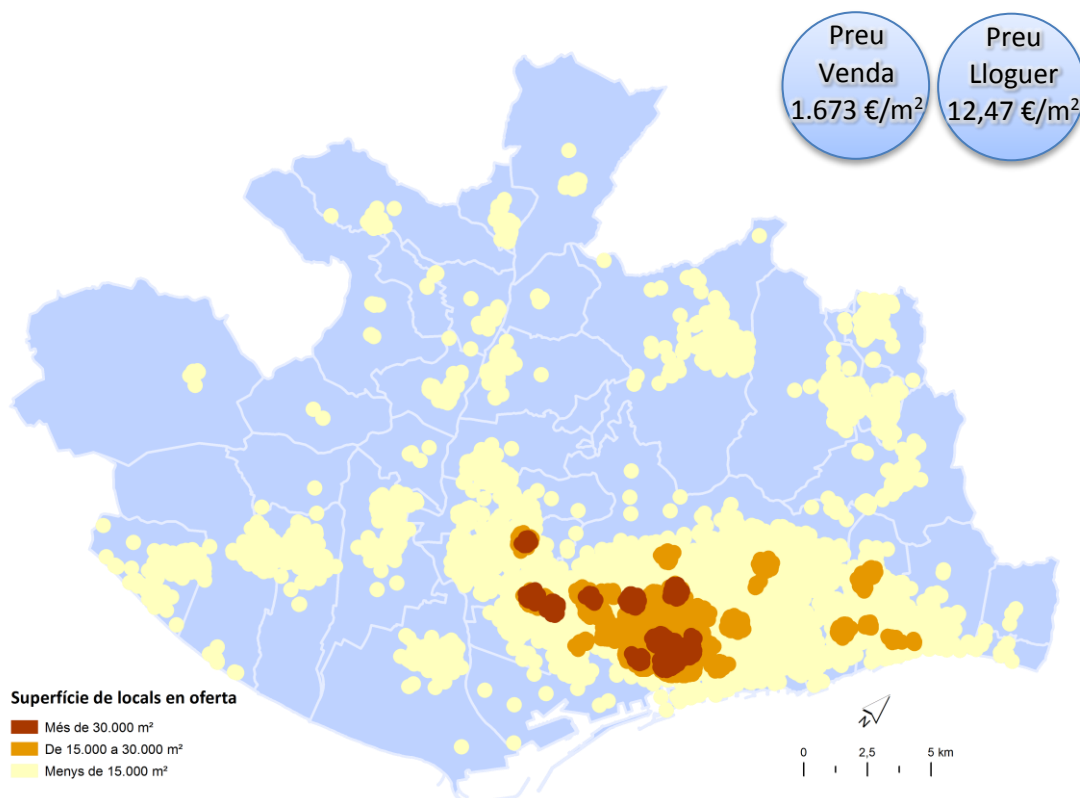 Preu
Venda
1.673 €/m²
Preu
Lloguer
12,47 €/m²
Superfície de locals en oferta
Més de 30.000 m²
De 15.000 a 30.000 m²
Menys de 15.000 m²
N
0 2,5 5 km